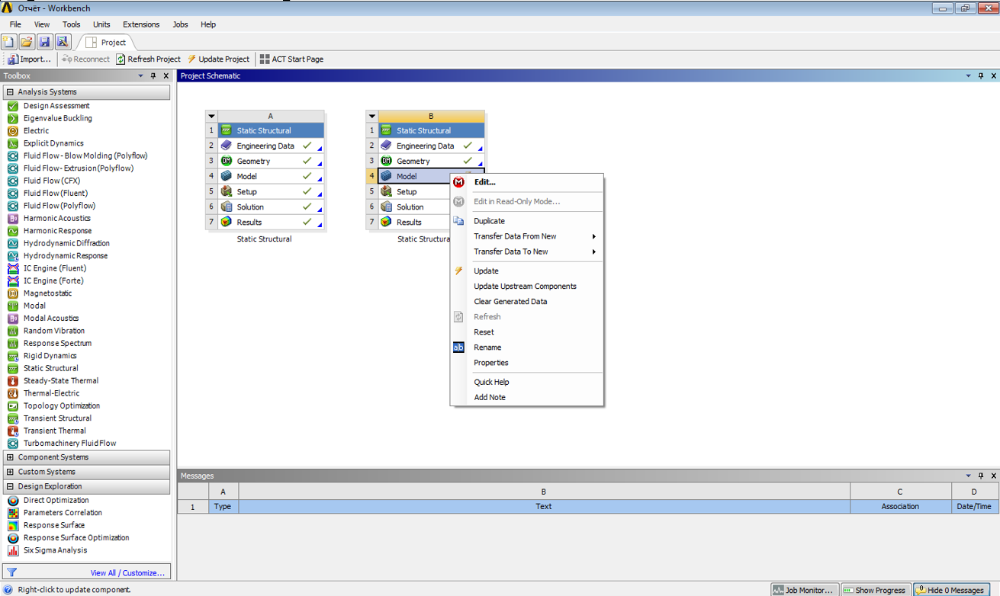 Отчёт - Workbench
File View Tools Units Extensions Jobs Help
Project
Import... Reconnect Refresh Project Update Project ACT Start Page
Toolbox
Analysis Systems
Design Assessment
Eigenvalue Buckling
Electric
Explicit Dynamics
Fluid Flow - Blow Molding (Polyflow)
Fluid Flow - Extrusion (Polyflow)
Fluid Flow (CFX)
Fluid Flow (Fluent)
Fluid Flow (Polyflow)
Harmonic Acoustics
Harmonic Response
Hydrodynamic Diffraction
Hydrodynamic Response
IC Engine (Fluent)
IC Engine (Forte)
Magnetostatic
Modal
Modal Acoustics
Random Vibration
Response Spectrum
Rigid Dynamics
Static Structural
Steady-State Thermal
Thermal-Electric
Topology Optimization
Transient Structural
Transient Thermal
Turbomachinery Fluid Flow
Component Systems
Custom Systems
Design Exploration
Direct Optimization
Parameters Correlation
Response Surface
Response Surface Optimization
Six Sigma Analysis
View All / Customize...
Project Schematic
A
1 Static Structural
2 Engineering Data
3 Geometry
4 Model
5 Setup
6 Solution
7 Results
Static Structural
B
1 Static Structural
2 Engineering Data
3 Geometry
4 Model
5 Setup
6 Solution
7 Results
Static Structura
Edit...
Edit in Read-Only Mode...
Duplicate
Transfer Data From New
Transfer Data To New
Update
Update Upstream Components
Clear Generated Data
Refresh
Reset
Rename
Properties
Quick Help
Add Note
Messages
A B C D
1 Type Text Association Date/Time
Right-click to update component.
Job Monitor... Show Progress Hide 0 Messages